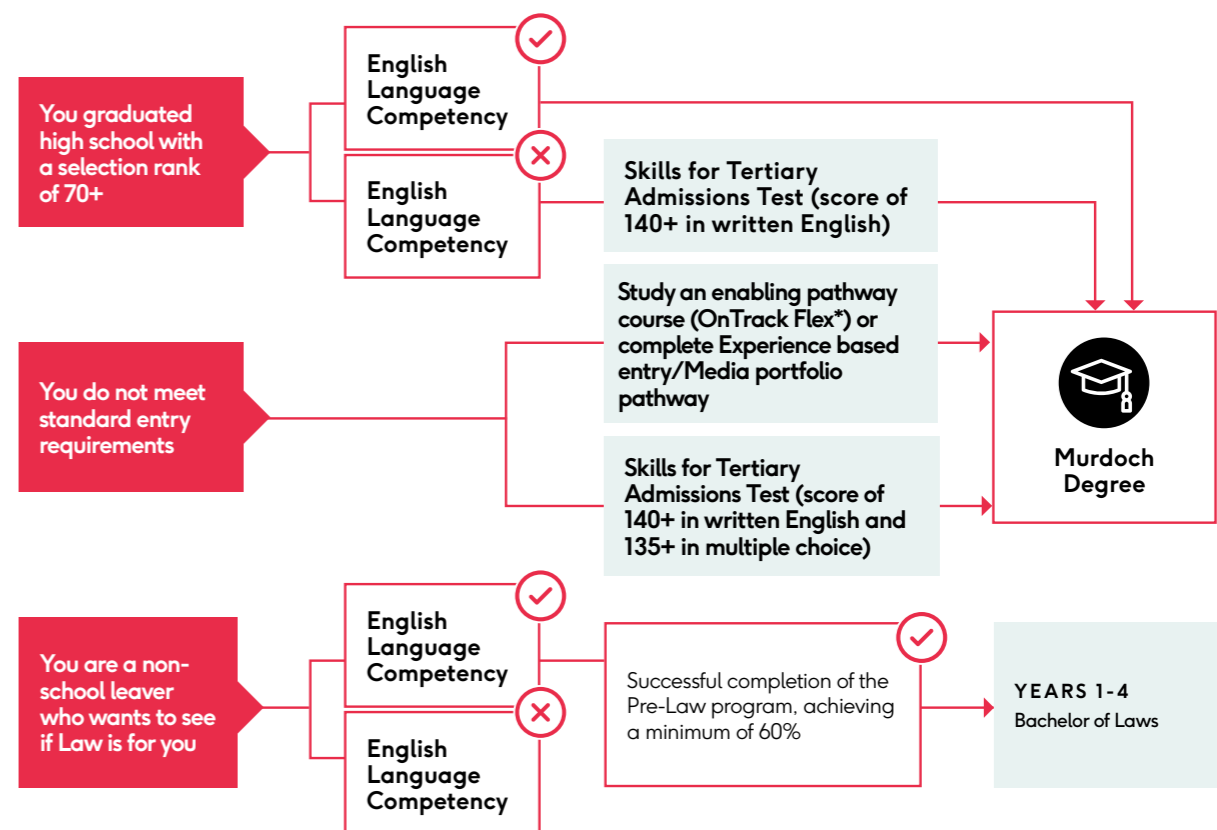 You graduated
high school with
a selection rank
of 70+
English
Language
Competency
English
Language
Competency
Skills for Tertiary
Admissions Test (score of
140+ in written English)
You do not meet
standard entry
requirements
Study an enabling pathway
course (OnTrack Flex*) or
complete Experience based
entry/Media portfolio
pathway
Skills for Tertiary
Admissions Test (score of
140+ in written English and
135+ in multiple choice)
Murdoch
Degree
You are a non-
school leaver
who wants to see
if Law is for you
English
Language
Competency
English
Language
Competency
Successful completion of the
Pre-Law program, achieving
a minimum of 60%
YEARS 1-4
Bachelor of Laws